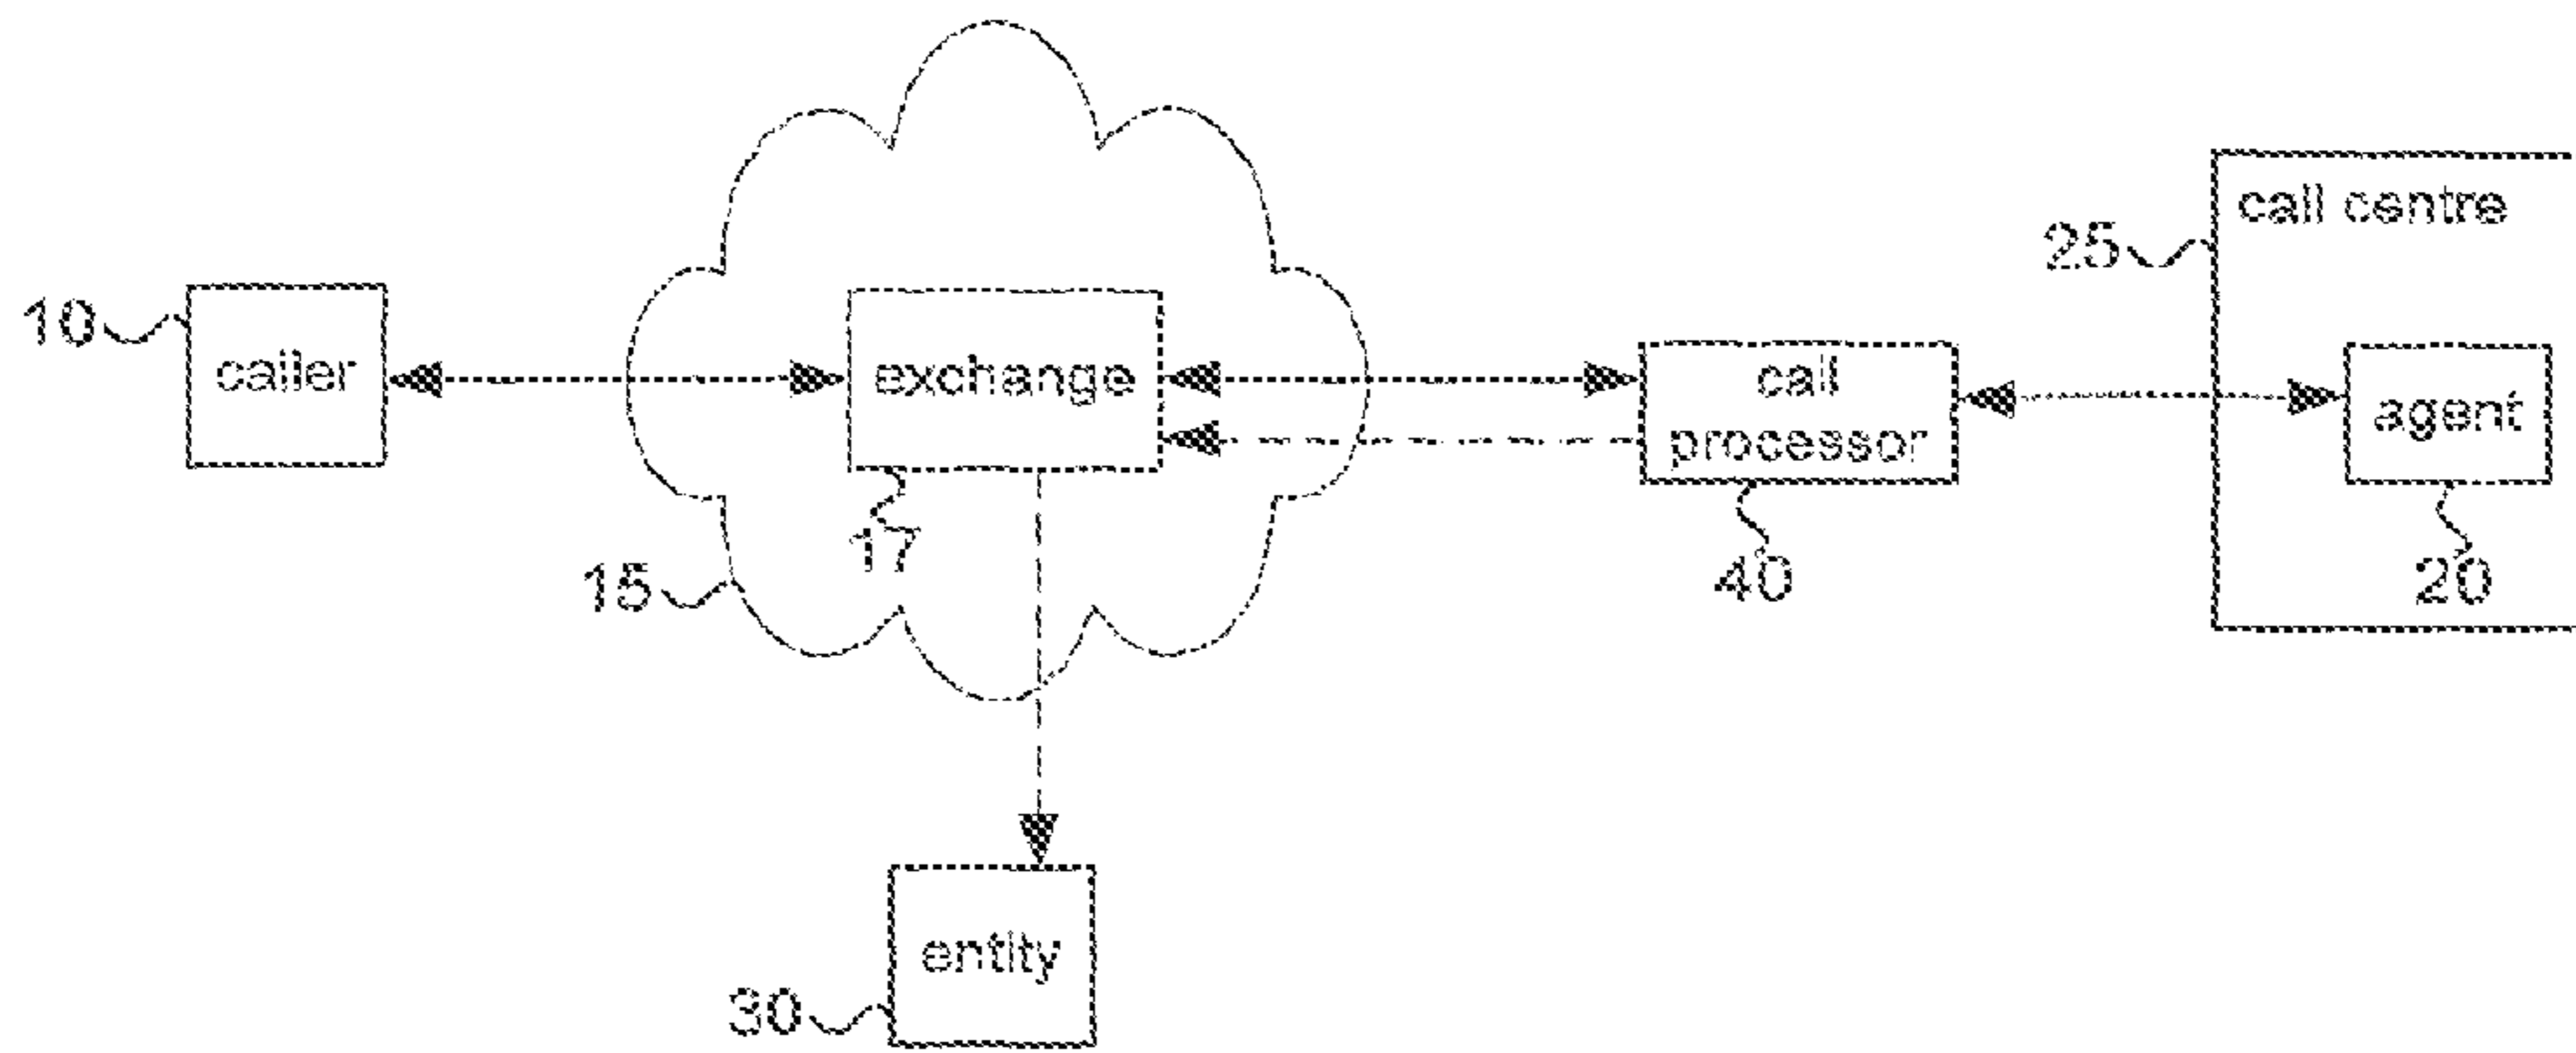 call centre
25
10
caller
exchange
call
processor
agent
17
15
40
20
entity
30